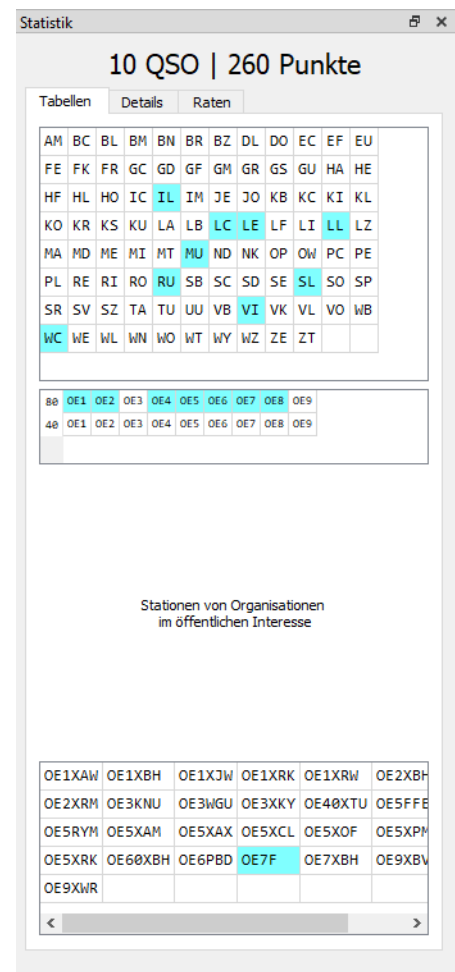 Statistik
10 QSO | 260 Punkte
Tabellen Details Raten
AM BC BL BM BN BR BZ DL DO EC EF EU
FE FK FR GC GD GF GM GR GS GU HA HE
HF HL HO IC IL IM JE JO KB KC KI KL
KO KR KS KU LA LB LC LE LF LI LL LZ
MA MD ME MI MT MU ND NK OP OW PC PE
PL RE RI RO RU SB SC SD SE SL SO SP
SR SV SZ TA TU UU VB VI VK VL VO WB
WC WE WL WN WO WT WY WZ ZE ZT
80 OE1 OE2 OE3 OE4 OE5 OE6 OE7 OE8 OE9
40 OE1 OE2 OE3 OE4 OE5 OE6 OE7 OE8 OE9
Stationen von Organisationen
im öffentlichen Interesse
OE1XAW OE1XBH OE1XJW OE1XRK OE1XRW OE2XBH
OE2XRM OE3KNU OE3WGU OE3XKY OE40XTU OE5FFE
OE5RYM OE5XAM OE5XAX OE5XCL OE5XOF OE5XPM
OE5XRK OE60XBH OE6PBD OE7F OE7XBH OE9XBV
OE9XWR